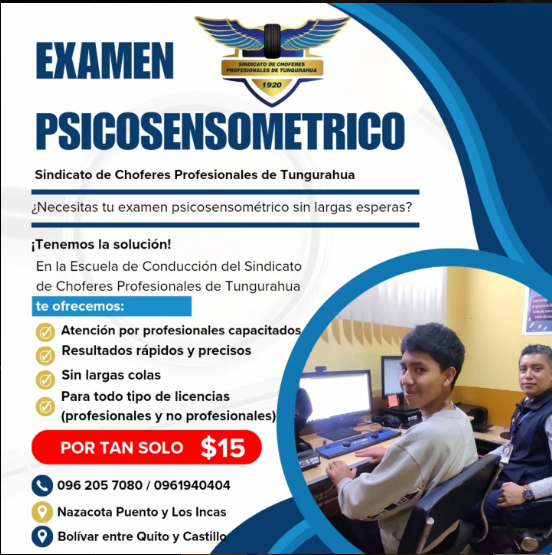 EXAMEN
SINDICATO DE CHOFERES
PROFESIONALES DE TUNGURAHUA
1920
PSICOSENSOMETRICO
Sindicato de Choferes Profesionales de Tungurahua
¿Necesitas tu examen psicosensométrico sin largas esperas?
¡Tenemos la solución!
En la Escuela de Conducción del Sindicato
de Choferes Profesionales de Tungurahua
te ofrecemos:
Atención por profesionales capacitados
Resultados rápidos y precisos
Sin largas colas
Para todo tipo de licencias
(profesionales y no profesionales)
POR TAN SOLO $15
096 205 7080 / 0961940404
Nazacota Puento y Los Incas
Bolívar entre Quito y Castillo